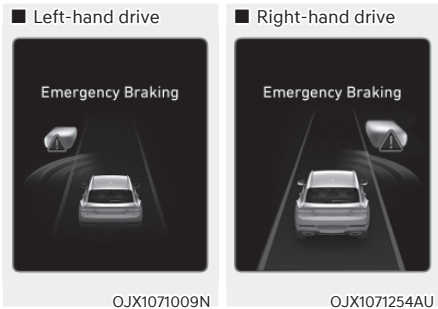 ■ Left-hand drive
Emergency Braking
OJX1071009N
■ Right-hand drive
Emergency Braking
OJX1071254AU